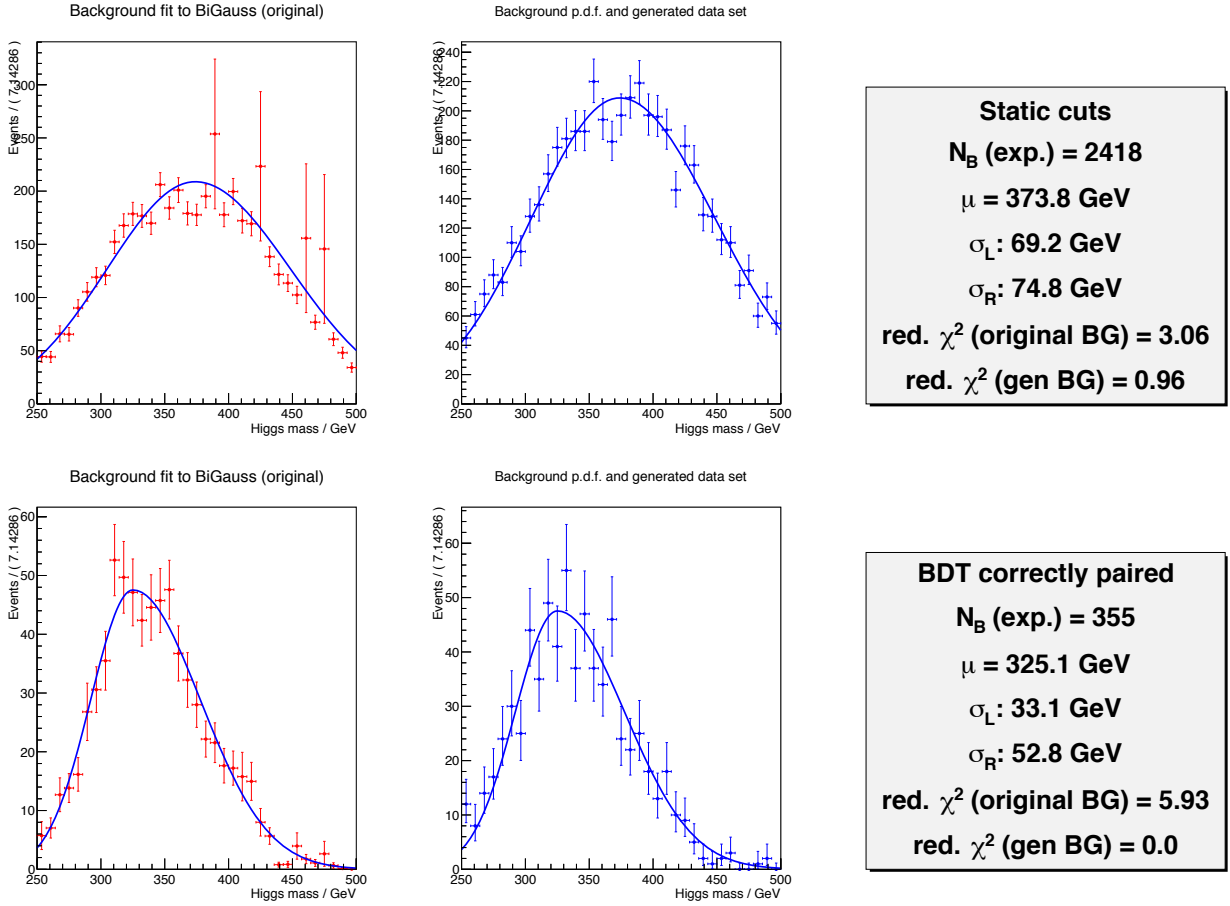 Background fit to BiGauss (original)
Events / ( 7.14286 )
300
250
200
150
100
50
0
250 300 350 400 450 500
Higgs mass / GeV
Background p.d.f. and generated data set
Events / ( 7.14286 )
240
220
200
180
160
140
120
100
80
60
40
20
0
250 300 350 400 450 500
Higgs mass / GeV
Static cuts
N_B (exp.) = 2418
μ = 373.8 GeV
σ_L: 69.2 GeV
σ_R: 74.8 GeV
red. χ² (original BG) = 3.06
red. χ² (gen BG) = 0.96
Background fit to BiGauss (original)
Events / ( 7.14286 )
60
50
40
30
20
10
0
250 300 350 400 450 500
Higgs mass / GeV
Background p.d.f. and generated data set
Events / ( 7.14286 )
60
50
40
30
20
10
0
250 300 350 400 450 500
Higgs mass / GeV
BDT correctly paired
N_B (exp.) = 355
μ = 325.1 GeV
σ_L: 33.1 GeV
σ_R: 52.8 GeV
red. χ² (original BG) = 5.93
red. χ² (gen BG) = 0.0